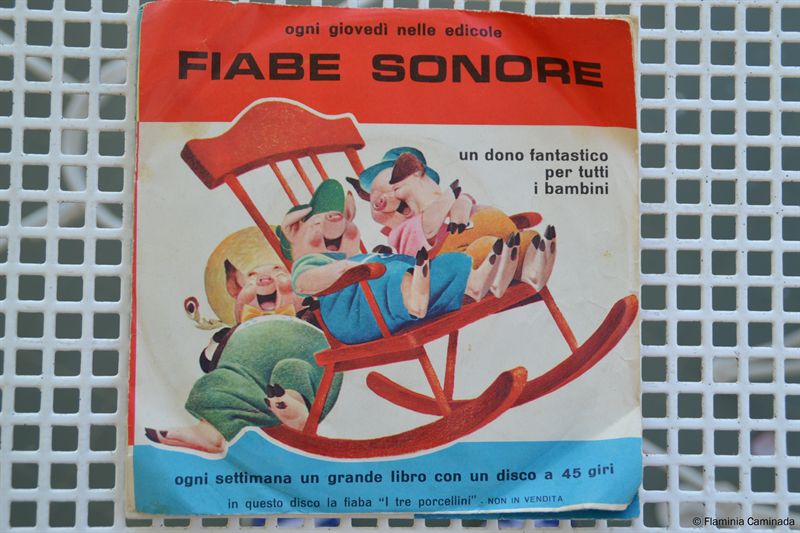 ogni giovedì nelle edicole
FIABE SONORE
un dono fantastico
per tutti
i bambini
ogni settimana un grande libro con un disco a 45 giri
in questo disco la fiaba "I tre porcellini" - NON IN VENDITA
© Flaminia Caminada